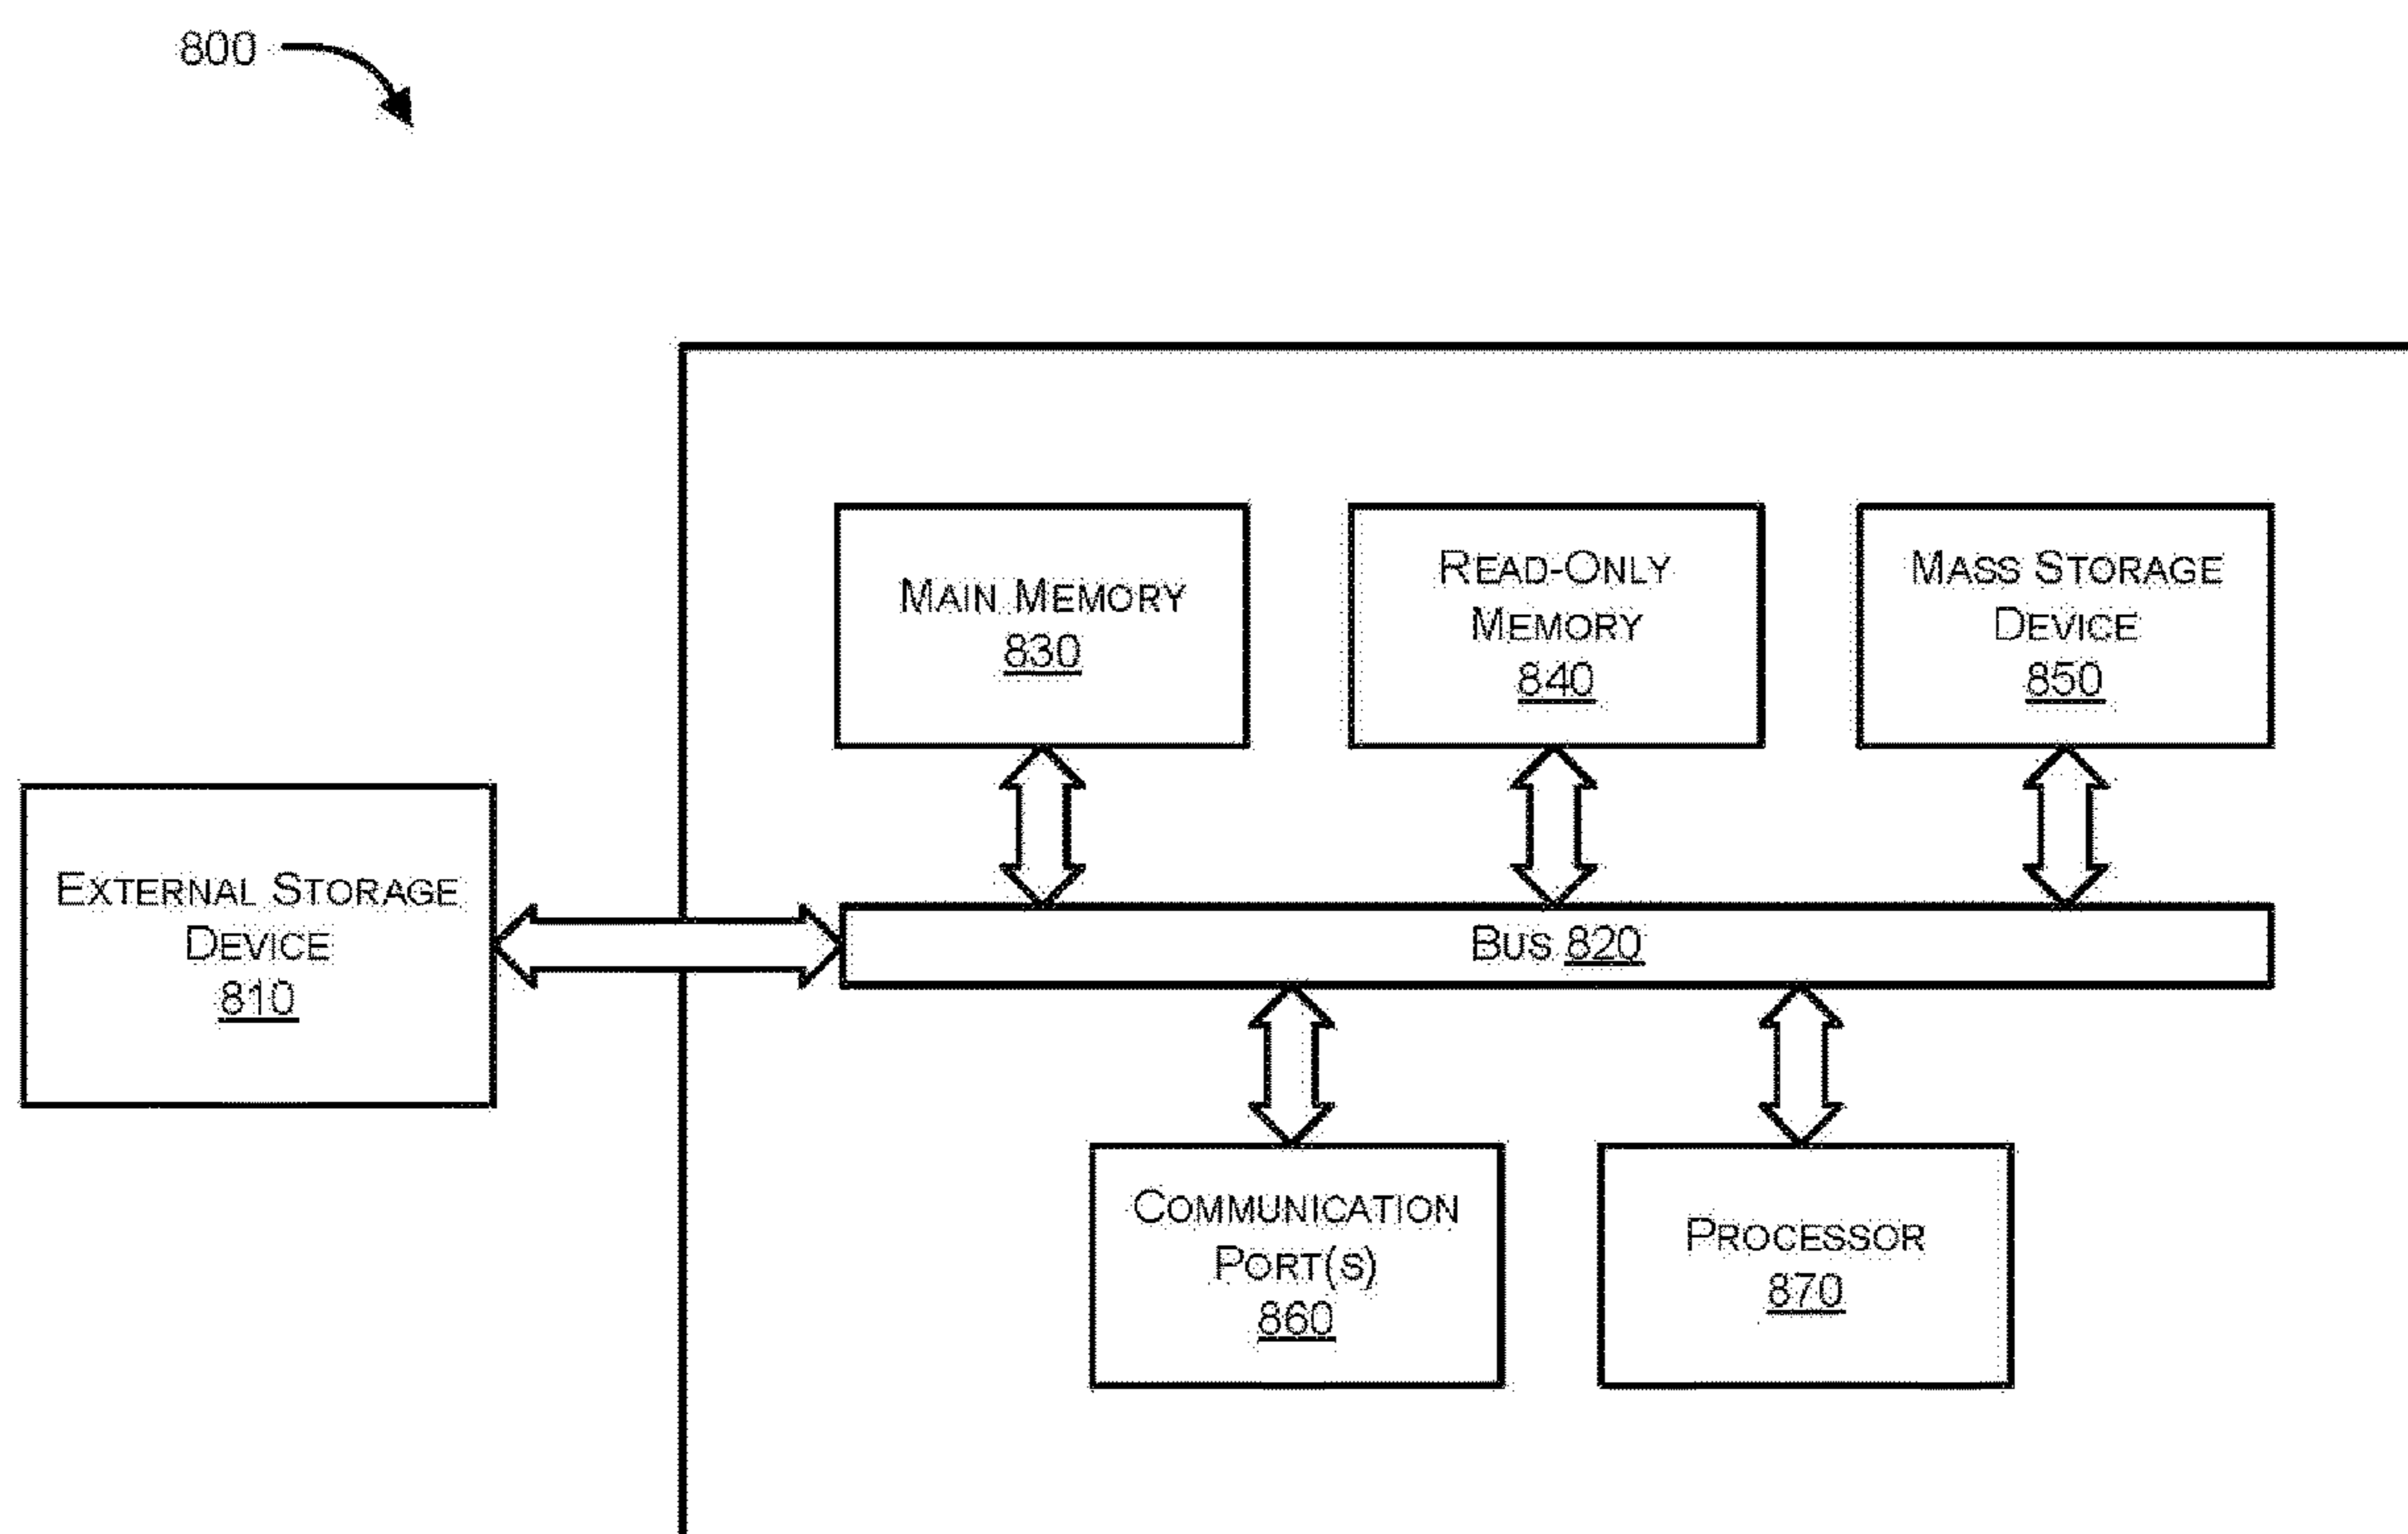 800
MAIN MEMORY
830
READ-ONLY
MEMORY
840
MASS STORAGE
DEVICE
850
EXTERNAL STORAGE
DEVICE
810
BUS 820
COMMUNICATION
PORT(S)
860
PROCESSOR
870